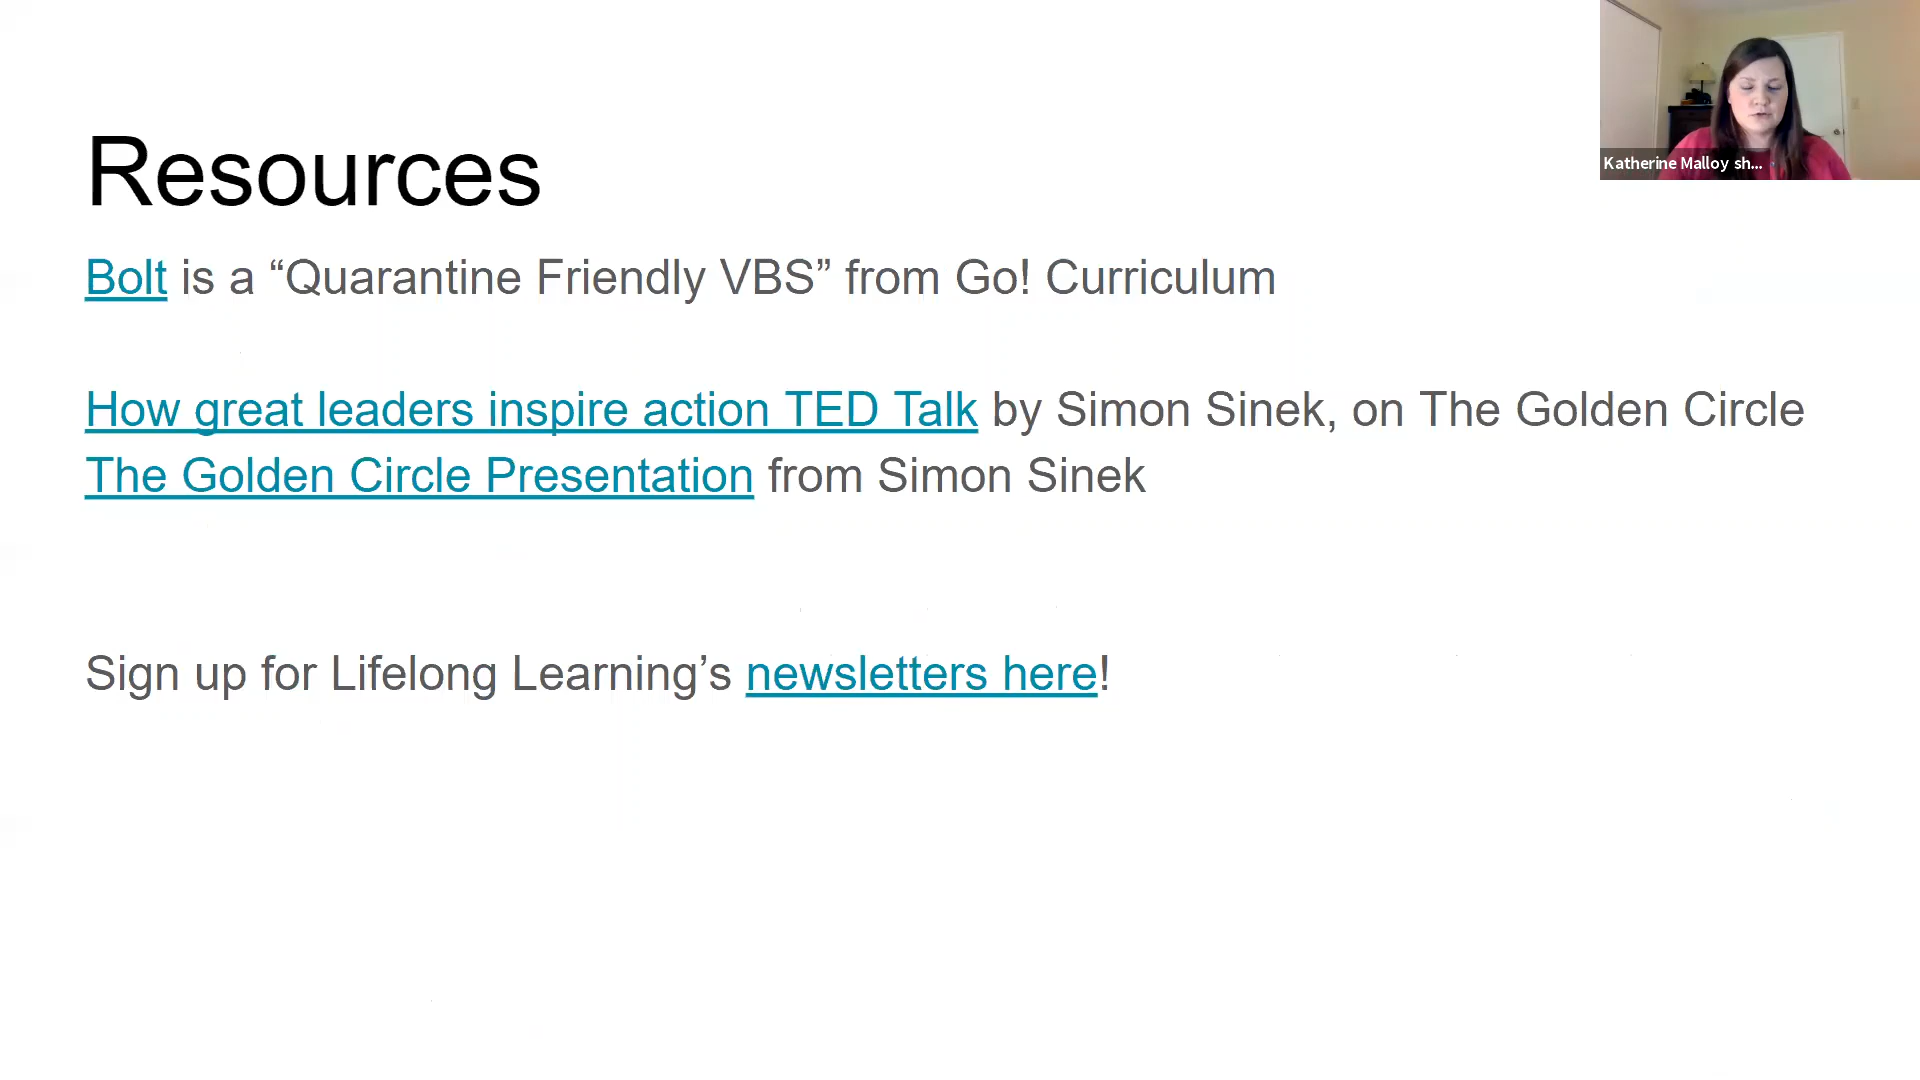 Resources
Bolt is a “Quarantine Friendly VBS” from Go! Curriculum
How great leaders inspire action TED Talk by Simon Sinek, on The Golden Circle
The Golden Circle Presentation from Simon Sinek
Sign up for Lifelong Learning’s newsletters here!
Katherine Malloy sh...